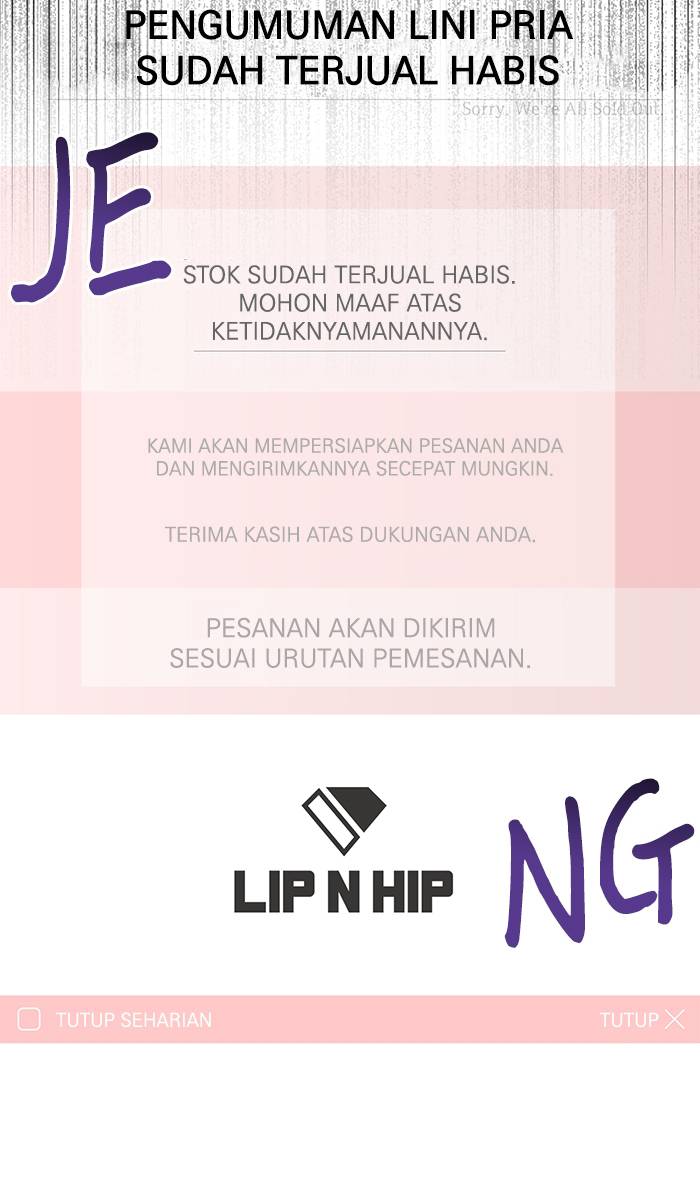 PENGUMUMAN LINI PRIA
SUDAH TERJUAL HABIS
Sorry, We're All Sold Out.
JE
STOK SUDAH TERJUAL HABIS.
MOHON MAAF ATAS
KETIDAKNYAMANANNYA.
KAMI AKAN MEMPERSIAPKAN PESANAN ANDA
DAN MENGIRIMKANNYA SECEPAT MUNGKIN.
TERIMA KASIH ATAS DUKUNGAN ANDA.
PESANAN AKAN DIKIRIM
SESUAI URUTAN PEMESANAN.
NG
LIP N HIP
TUTUP SEHARIAN
TUTUP